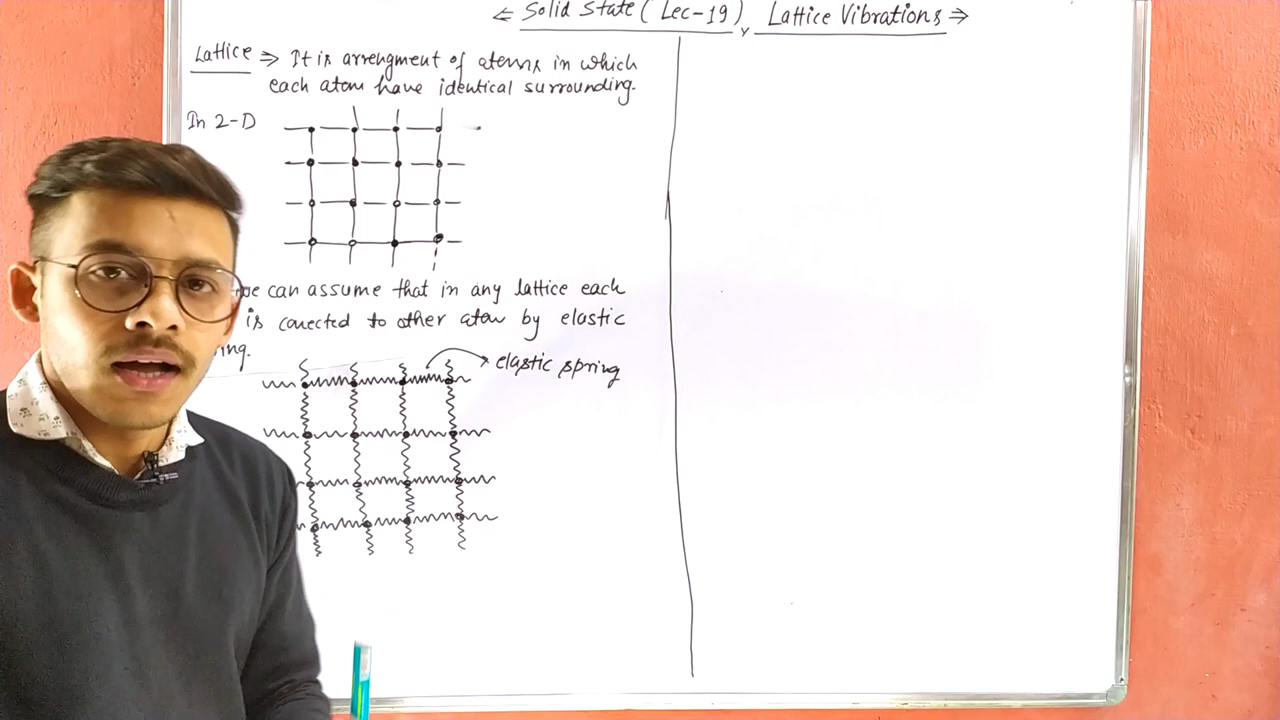 ⇐ Solid State (Lec-19), Lattice Vibrations ⇒
Lattice ⇒ It is arrengment of atoms in which
each atom have identical surrounding.
In 2-D
we can assume that in any lattice each
is conected to other atom by elastic
ing.
elastic spring